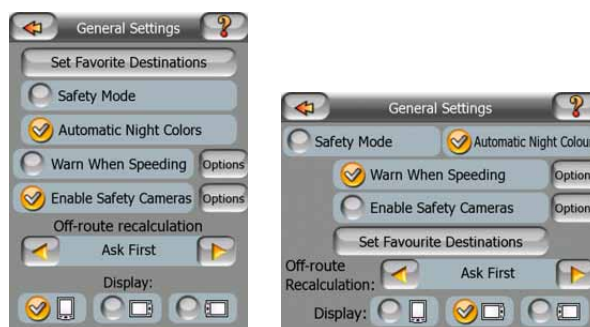 General Settings
?
Set Favorite Destinations
Safety Mode
Automatic Night Colors
Warn When Speeding
Options
Enable Safety Cameras
Options
Off-route recalculation
Ask First
Display:
General Settings
?
Safety Mode
Automatic Night Colour
Warn When Speeding
Option
Enable Safety Cameras
Option
Set Favourite Destinations
Off-route
Recalculation:
Ask First
Display: